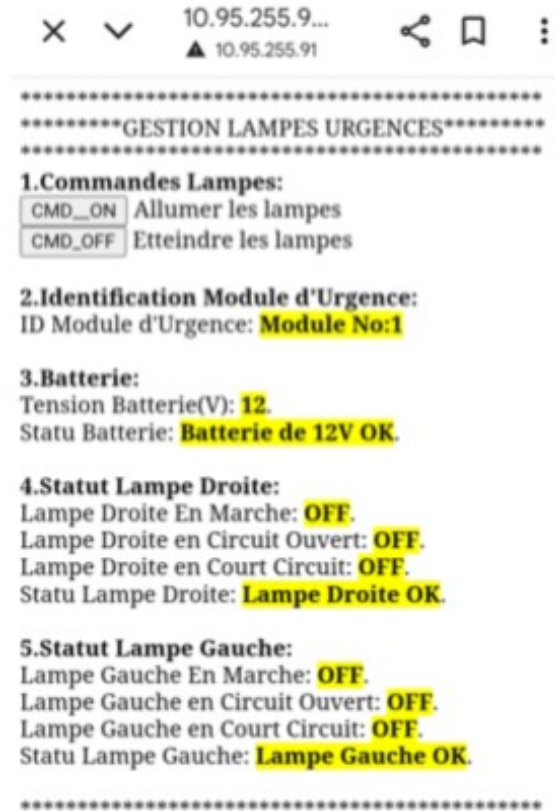 10.95.255.9...
10.95.255.91
**********************************************
*********GESTION LAMPES URGENCES*********
**********************************************
1.Commandes Lampes:
CMD__ON Allumer les lampes
CMD_OFF Etteindre les lampes
2.Identification Module d'Urgence:
ID Module d'Urgence: Module No:1
3.Batterie:
Tension Batterie(V): 12.
Statu Batterie: Batterie de 12V OK.
4.Statut Lampe Droite:
Lampe Droite En Marche: OFF.
Lampe Droite en Circuit Ouvert: OFF.
Lampe Droite en Court Circuit: OFF.
Statu Lampe Droite: Lampe Droite OK.
5.Statut Lampe Gauche:
Lampe Gauche En Marche: OFF.
Lampe Gauche en Circuit Ouvert: OFF.
Lampe Gauche en Court Circuit: OFF.
Statu Lampe Gauche: Lampe Gauche OK.
**********************************************